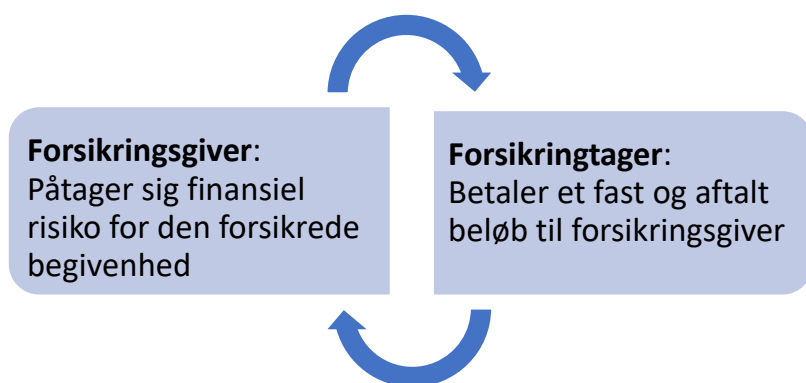 Forsikringsgiver:
Påtager sig finansiel
risiko for den forsikrede
begivenhed
Forsikringtager:
Betaler et fast og aftalt
beløb til forsikringsgiver